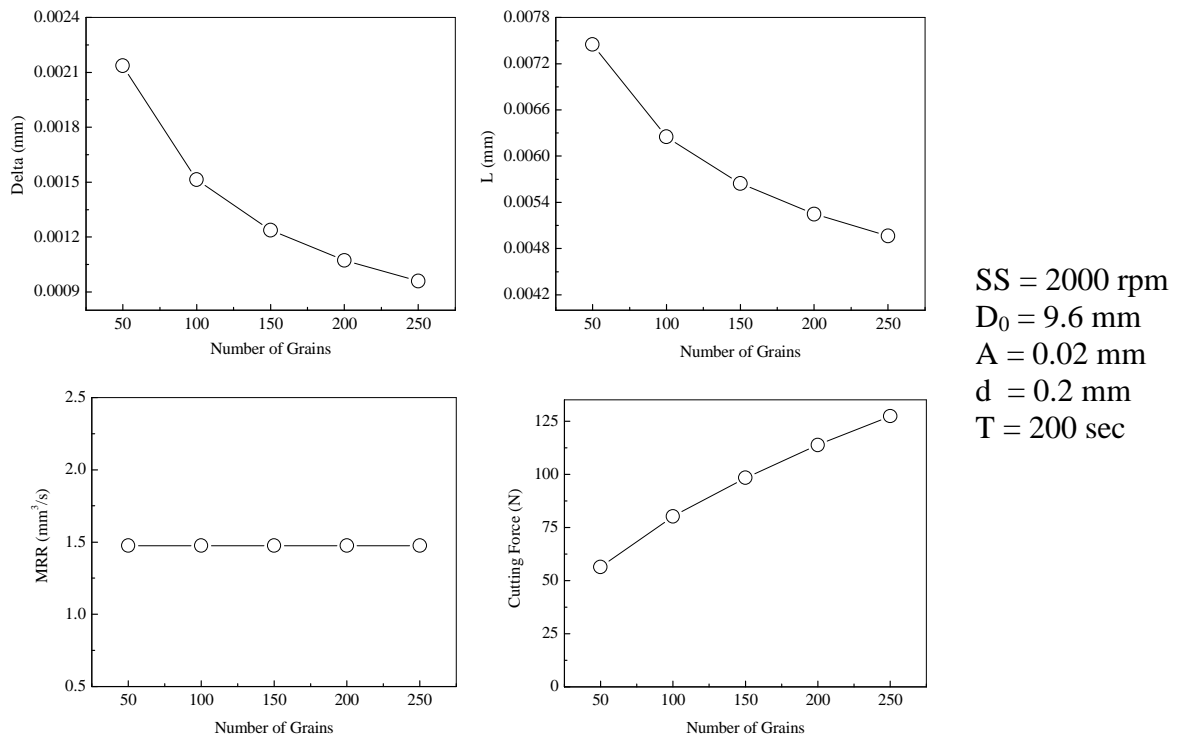 0.0024
0.0021
0.0018
0.0015
0.0012
0.0009
Delta (mm)
50 100 150 200 250
Number of Grains
0.0078
0.0072
0.0066
0.0060
0.0054
0.0048
0.0042
L (mm)
50 100 150 200 250
Number of Grains
2.5
2.0
1.5
1.0
0.5
MRR (mm³/s)
50 100 150 200 250
Number of Grains
125
100
75
50
25
0
Cutting Force (N)
50 100 150 200 250
Number of Grains
SS = 2000 rpm
D₀ = 9.6 mm
A = 0.02 mm
d = 0.2 mm
T = 200 sec